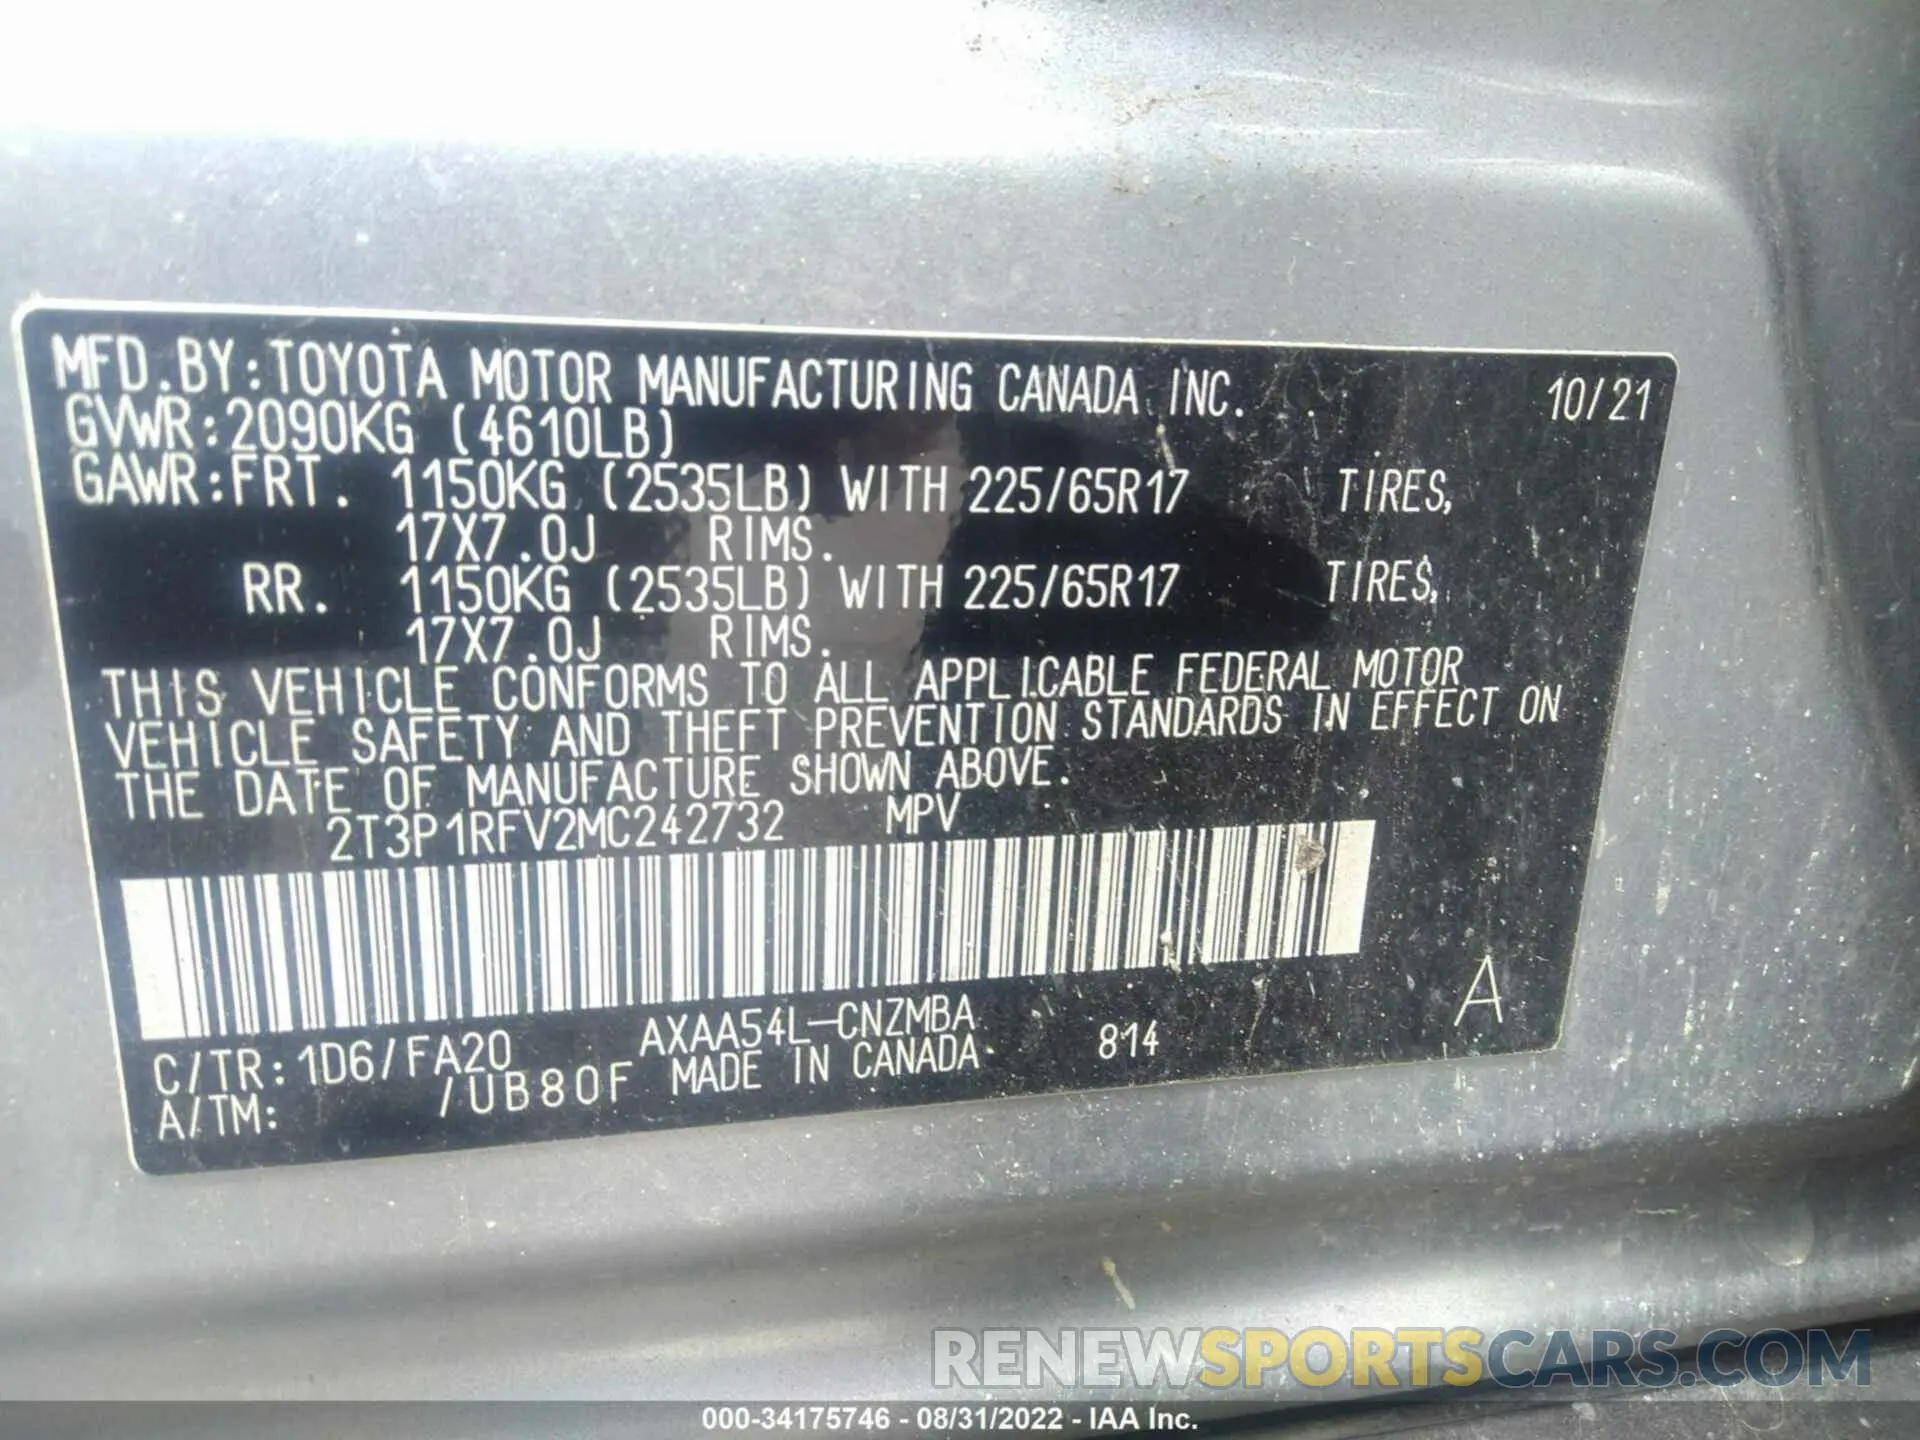 MFD.BY:TOYOTA MOTOR MANUFACTURING CANADA INC. 10/21
GVWR:2090KG (4610LB)
GAWR:FRT. 1150KG (2535LB) WITH 225/65R17 TIRES,
17X7.0J RIMS.
RR. 1150KG (2535LB) WITH 225/65R17 TIRES,
17X7.0J RIMS.
THIS VEHICLE CONFORMS TO ALL APPLICABLE FEDERAL MOTOR
VEHICLE SAFETY AND THEFT PREVENTION STANDARDS IN EFFECT ON
THE DATE OF MANUFACTURE SHOWN ABOVE.
2T3P1RFV2MC242732 MPV
AXAA54L-CNZMBA 814 A
C/TR:1D6/FA20 MADE IN CANADA
A/TM: /UB80F
RENEWSPORTSCARS.COM
000-34175746 - 08/31/2022 - IAA Inc.